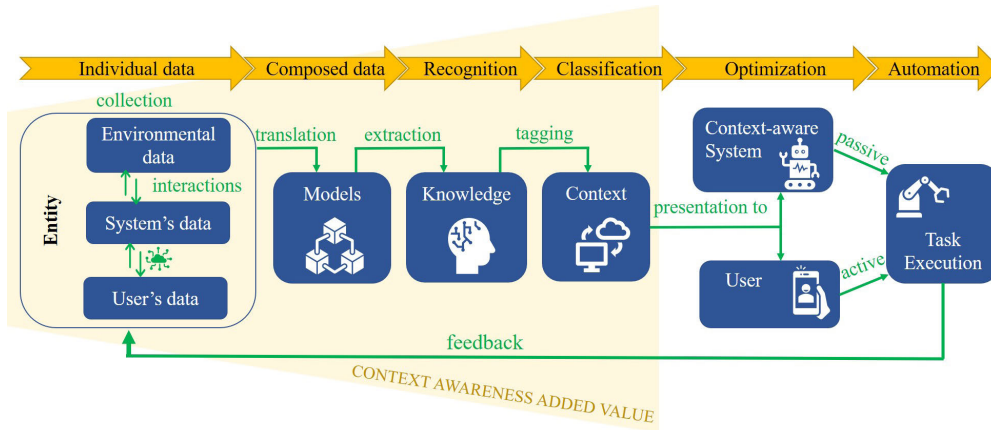 Individual data
Composed data
Recognition
Classification
Optimization
Automation
collection
Entity
Environmental
data
interactions
System's data
User's data
translation
Models
extraction
Knowledge
tagging
Context
presentation to
Context-aware
System
User
passive
active
Task
Execution
feedback
CONTEXT AWARENESS ADDED VALUE